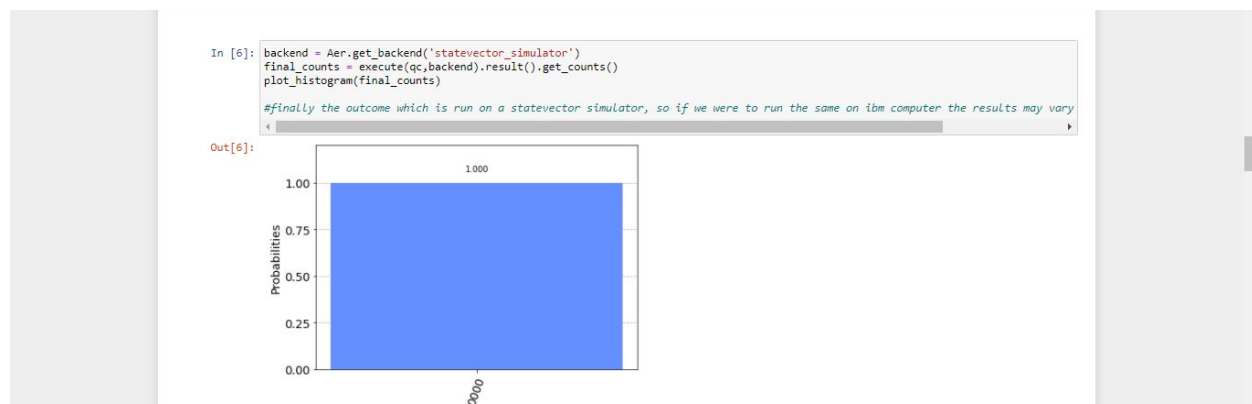 In [6]: backend = Aer.get_backend('statevector_simulator')
final_counts = execute(qc,backend).result().get_counts()
plot_histogram(final_counts)
#finally the outcome which is run on a statevector simulator, so if we were to run the same on ibm computer the results may vary
Out[6]:
1.000
1.00
0.75
0.50
0.25
0.00
Probabilities